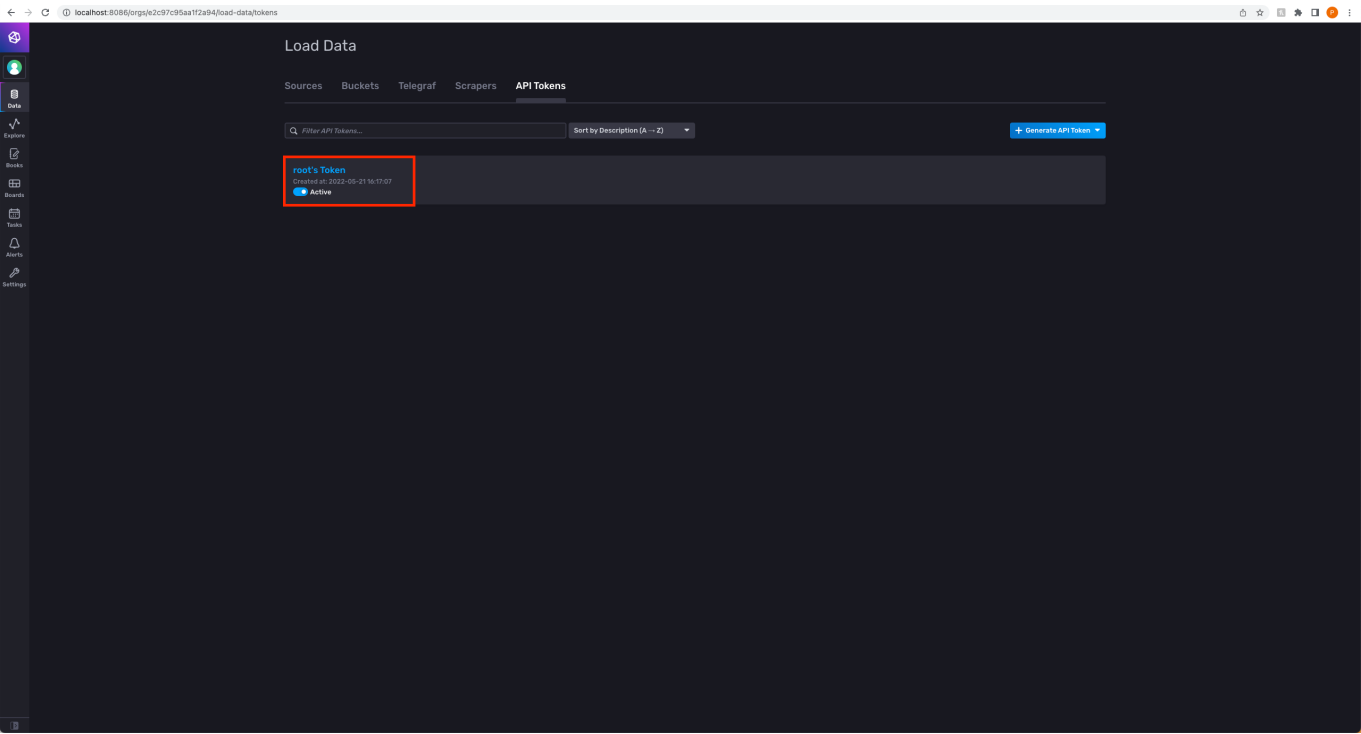 localhost:8086/orgs/e2c97c95aa1f2a94/load-data/tokens
P
Load Data
Data
Explore
Books
Boards
Tasks
Alerts
Settings
Sources Buckets Telegraf Scrapers API Tokens
Filter API Tokens... Sort by Description (A → Z) + Generate API Token
root's Token
Created at: 2022-05-21 16:17:07
Active